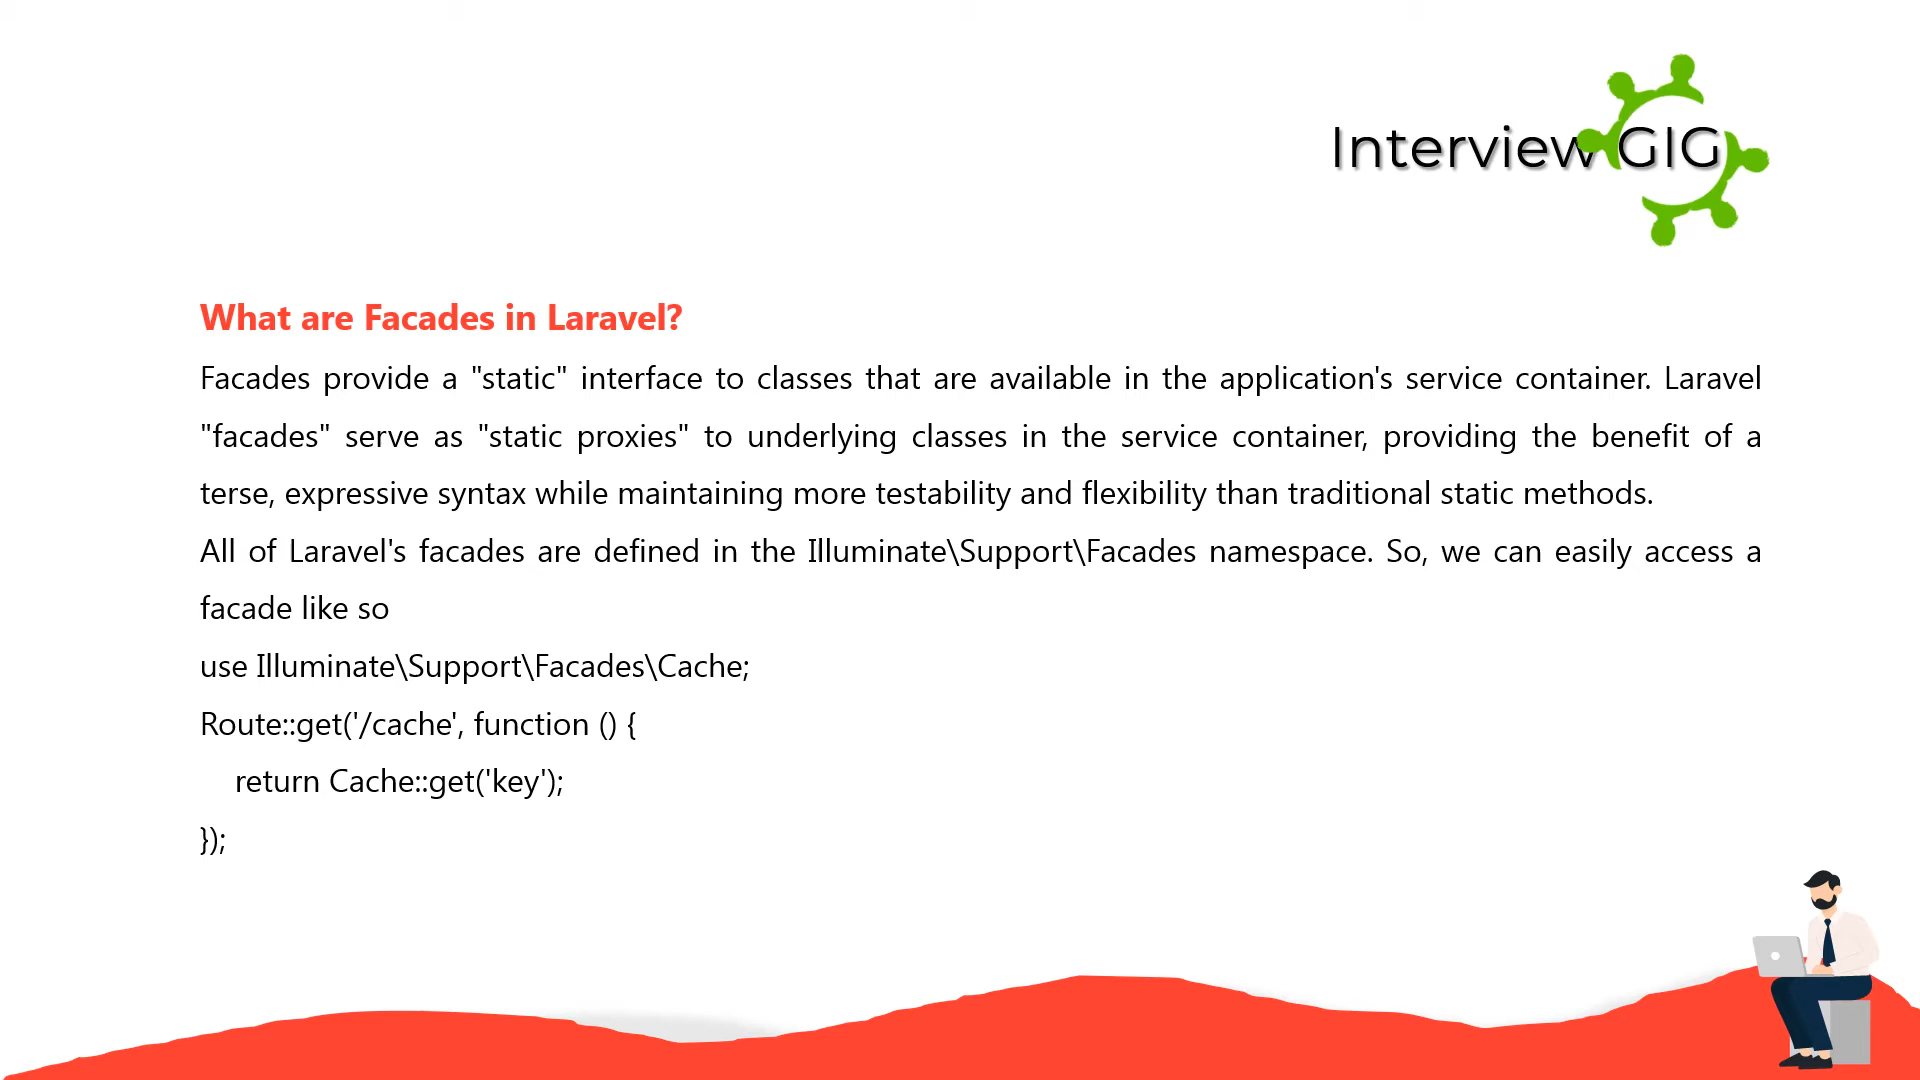 Interview GIG
What are Facades in Laravel?
Facades provide a "static" interface to classes that are available in the application's service container. Laravel
"facades" serve as "static proxies" to underlying classes in the service container, providing the benefit of a
terse, expressive syntax while maintaining more testability and flexibility than traditional static methods.
All of Laravel's facades are defined in the Illuminate\Support\Facades namespace. So, we can easily access a
facade like so
use Illuminate\Support\Facades\Cache;
Route::get('/cache', function () {
    return Cache::get('key');
});